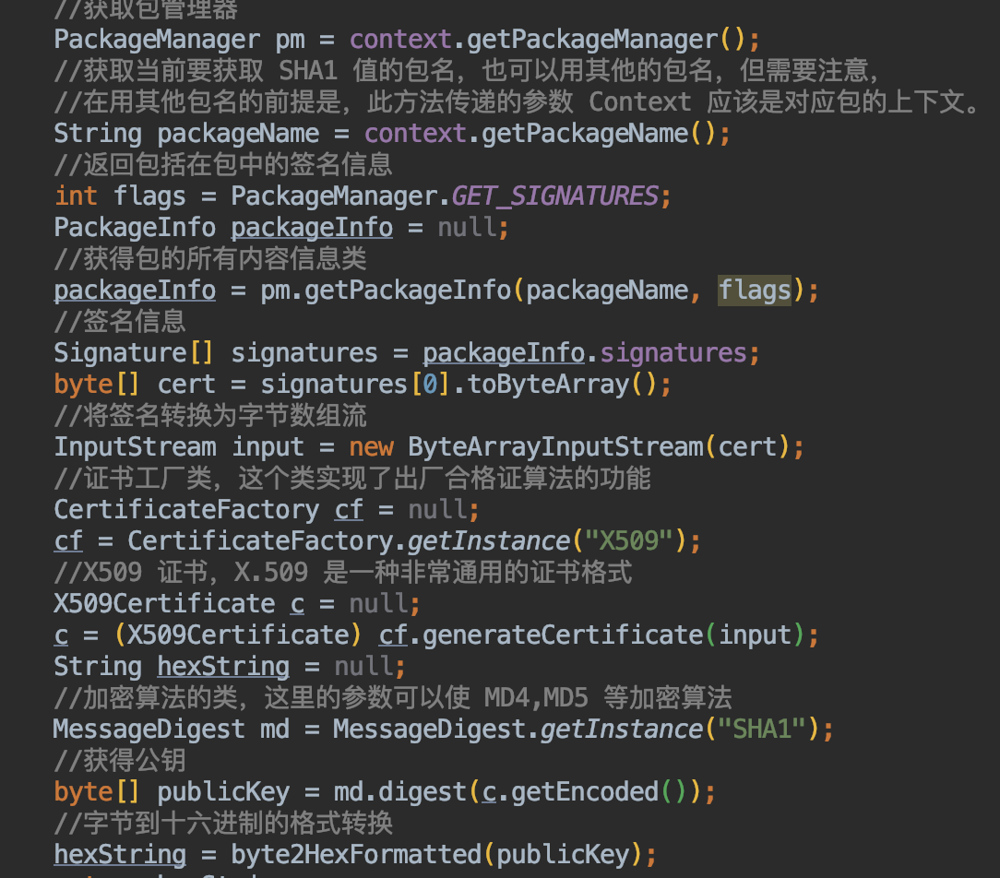 //获取包管理器
PackageManager pm = context.getPackageManager();
//获取当前要获取 SHA1 值的包名，也可以用其他的包名，但需要注意，
//在用其他包名的前提是，此方法传递的参数 Context 应该是对应包的上下文。
String packageName = context.getPackageName();
//返回包括在包中的签名信息
int flags = PackageManager.GET_SIGNATURES;
PackageInfo packageInfo = null;
//获得包的所有内容信息类
packageInfo = pm.getPackageInfo(packageName, flags);
//签名信息
Signature[] signatures = packageInfo.signatures;
byte[] cert = signatures[0].toByteArray();
//将签名转换为字节数组流
InputStream input = new ByteArrayInputStream(cert);
//证书工厂类，这个类实现了出厂合格证算法的功能
CertificateFactory cf = null;
cf = CertificateFactory.getInstance("X509");
//X509 证书，X.509 是一种非常通用的证书格式
X509Certificate c = null;
c = (X509Certificate) cf.generateCertificate(input);
String hexString = null;
//加密算法的类，这里的参数可以使 MD4,MD5 等加密算法
MessageDigest md = MessageDigest.getInstance("SHA1");
//获得公钥
byte[] publicKey = md.digest(c.getEncoded());
//字节到十六进制的格式转换
hexString = byte2HexFormatted(publicKey);